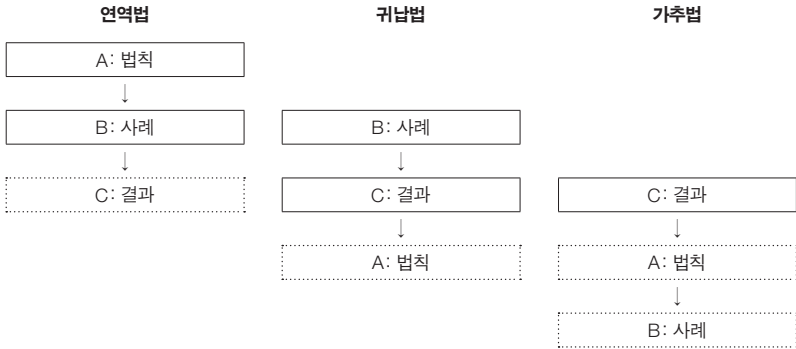 연역법 귀납법 가추법
A: 법칙
↓
B: 사례 B: 사례
↓ ↓
C: 결과 C: 결과 C: 결과
↓ ↓
A: 법칙 A: 법칙
↓
B: 사례